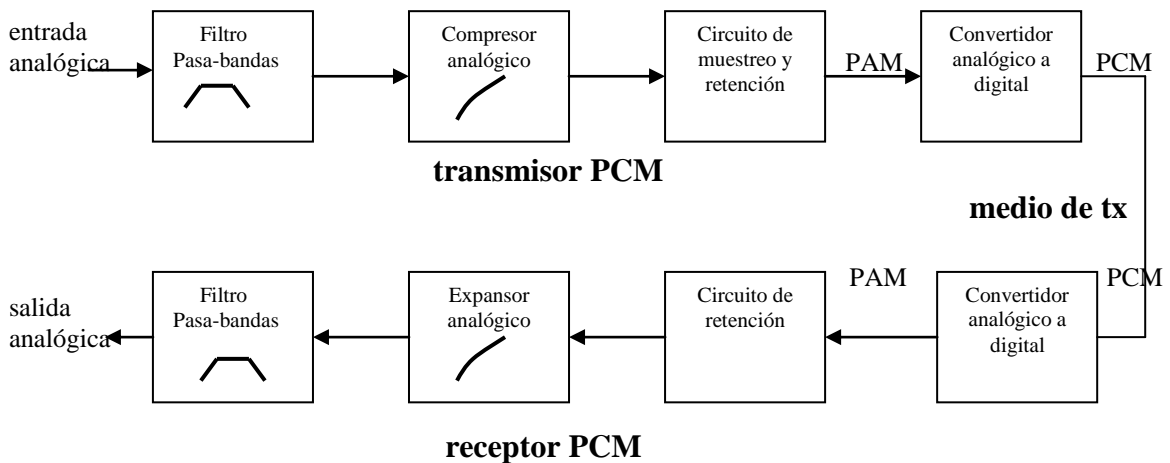 entrada
analógica
Filtro
Pasa-bandas
Compresor
analógico
Circuito de
muestreo y
retención
PAM
Convertidor
analógico a
digital
PCM
transmisor PCM
medio de tx
salida
analógica
Filtro
Pasa-bandas
Expansor
analógico
Circuito de
retención
PAM
Convertidor
analógico a
digital
PCM
receptor PCM